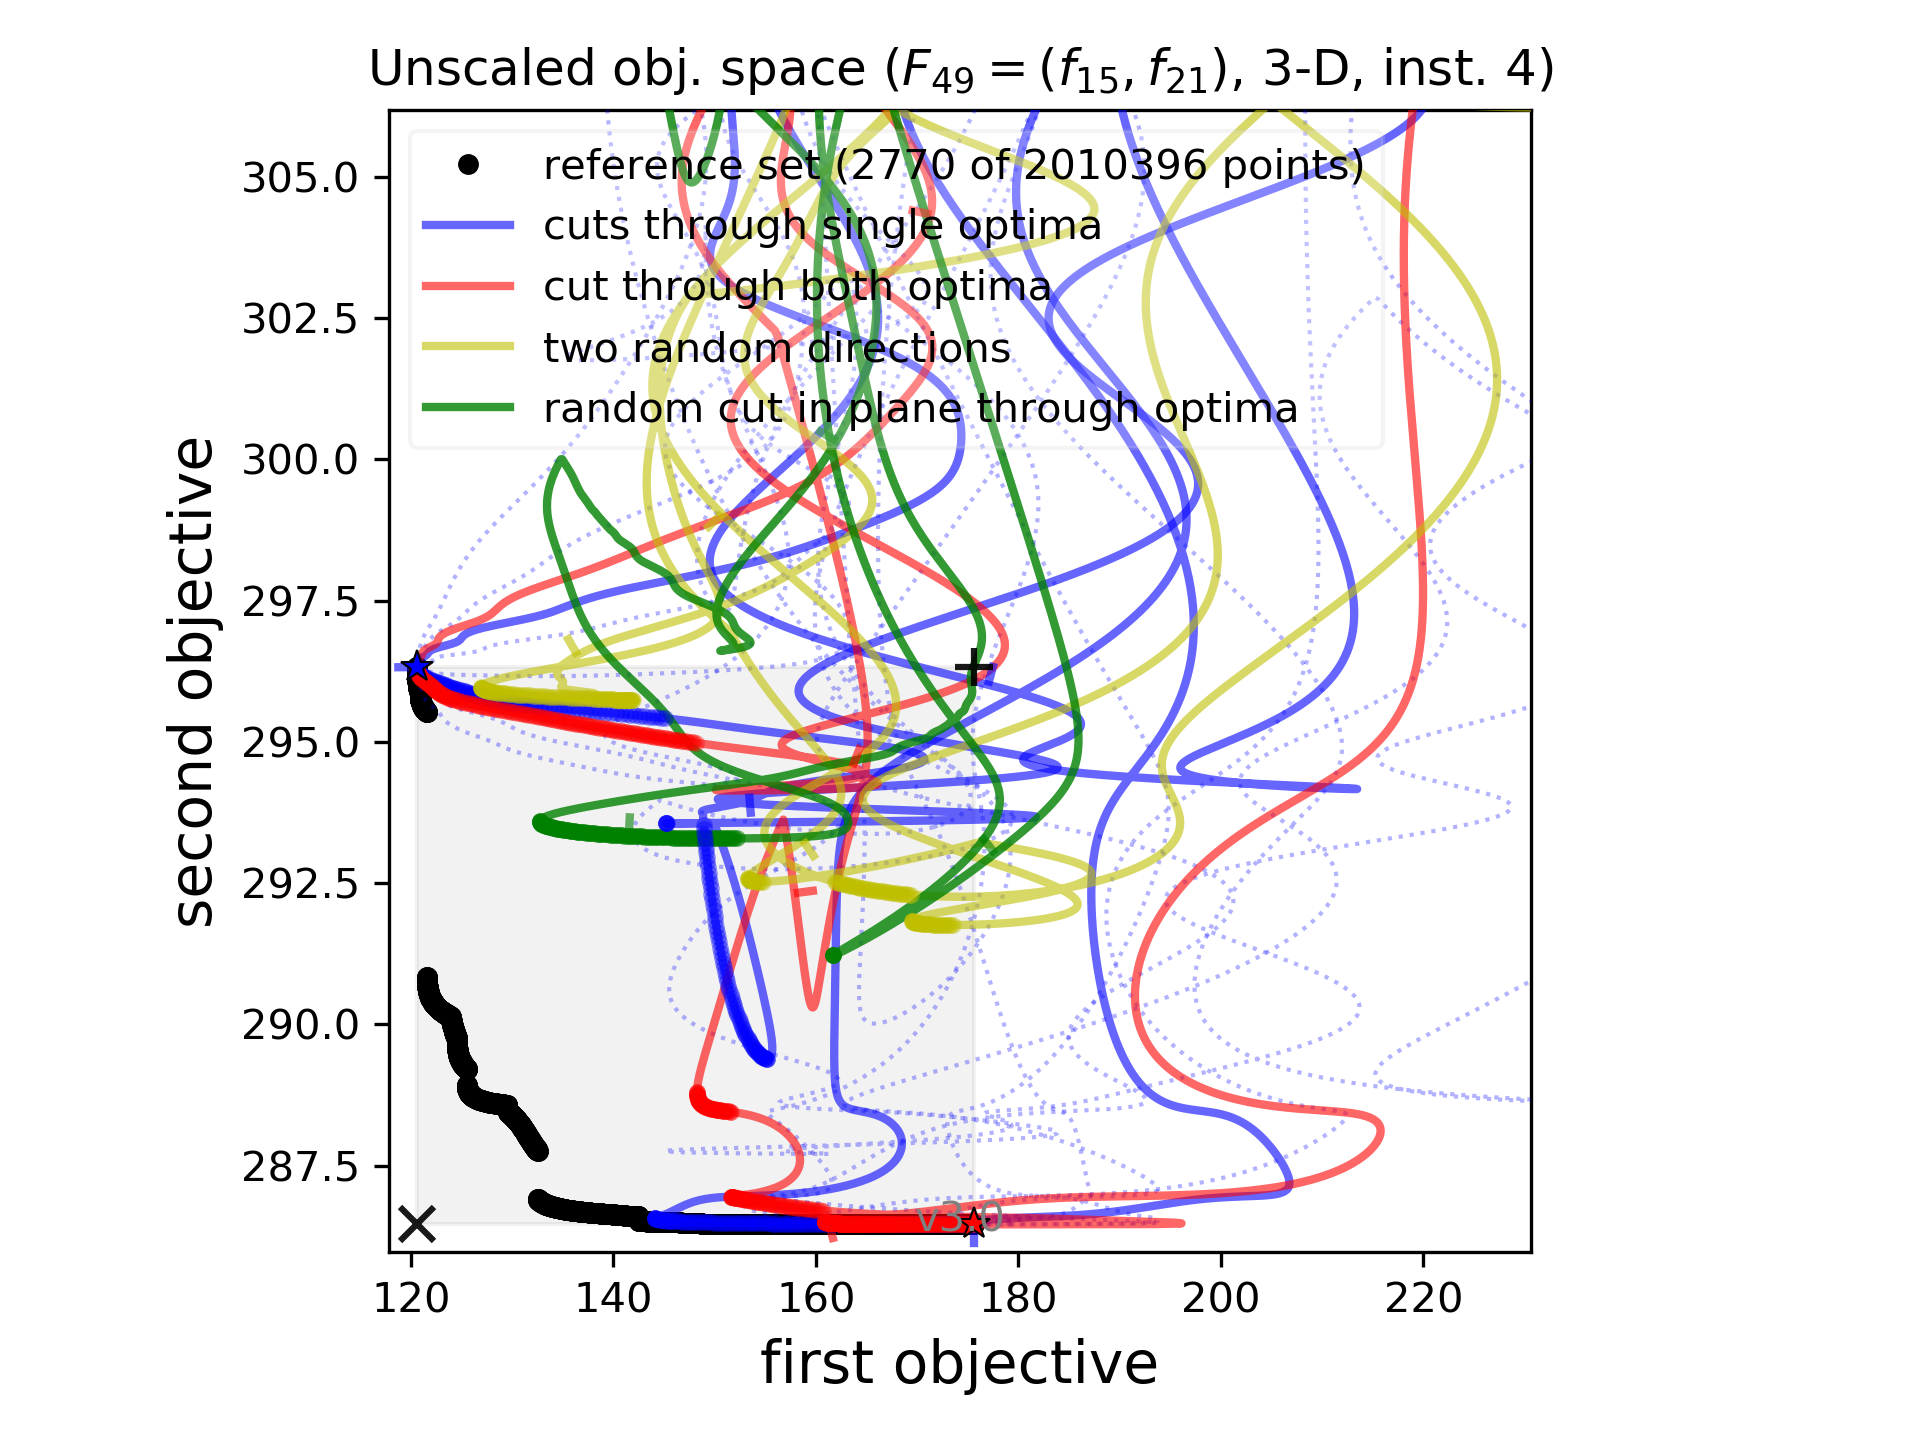 Unscaled obj. space (F49 = (f15, f21), 3-D, inst. 4)
reference set (2770 of 2010396 points)
cuts through single optima
cut through both optima
two random directions
random cut in plane through optima
305.0
302.5
300.0
297.5
295.0
292.5
290.0
287.5
second objective
v3.0
120 140 160 180 200 220
first objective